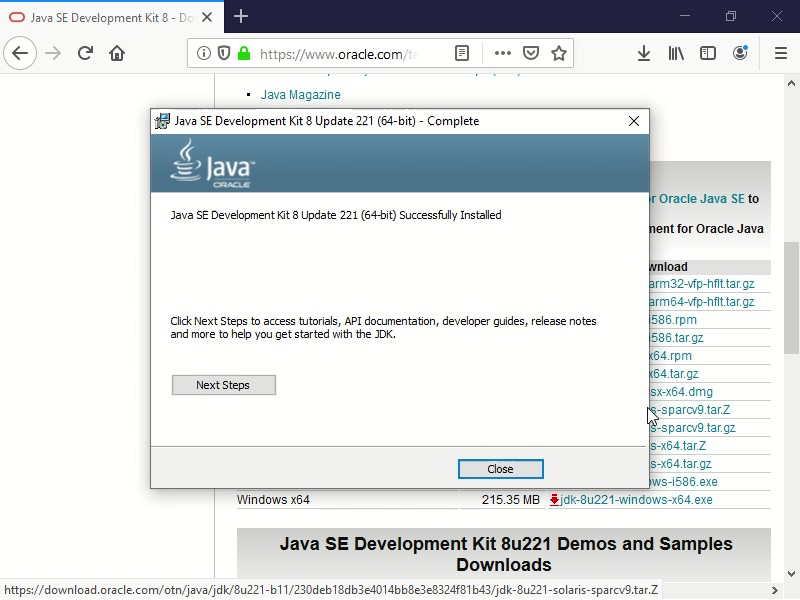 Java SE Development Kit 8 - Do
https://www.oracle.com/te
Java Magazine
Java SE Development Kit 8 Update 221 (64-bit) - Complete
Java™
ORACLE
Java SE Development Kit 8 Update 221 (64-bit) Successfully Installed
Click Next Steps to access tutorials, API documentation, developer guides, release notes
and more to help you get started with the JDK.
Next Steps
Close
r Oracle Java SE to
ment for Oracle Java
wnload
arm32-vfp-hflt.tar.gz
arm64-vfp-hflt.tar.gz
i586.rpm
i586.tar.gz
x64.rpm
x64.tar.gz
sx-x64.dmg
s-sparcv9.tar.Z
s-sparcv9.tar.gz
s-x64.tar.Z
s-x64.tar.gz
ows-i586.exe
Windows x64 215.35 MB jdk-8u221-windows-x64.exe
Java SE Development Kit 8u221 Demos and Samples
Downloads
https://download.oracle.com/otn/java/jdk/8u221-b11/230deb18db3e4014bb8e3e8324f81b43/jdk-8u221-solaris-sparcv9.tar.Z